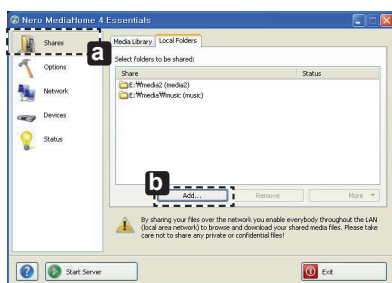 Nero MediaHome 4 Essentials
Shares
a
Media Library
Local Folders
Options
Network
Devices
Status
Select folders to be shared:
Share
Status
E:₩media2 (media2)
E:₩media₩music (music)
b
Add...
Remove
More
By sharing your files over the network you enable everybody throughout the LAN
(local area network) to browse and download your shared media files. Please take
care not to share any private or confidential files!
?
Start Server
Exit